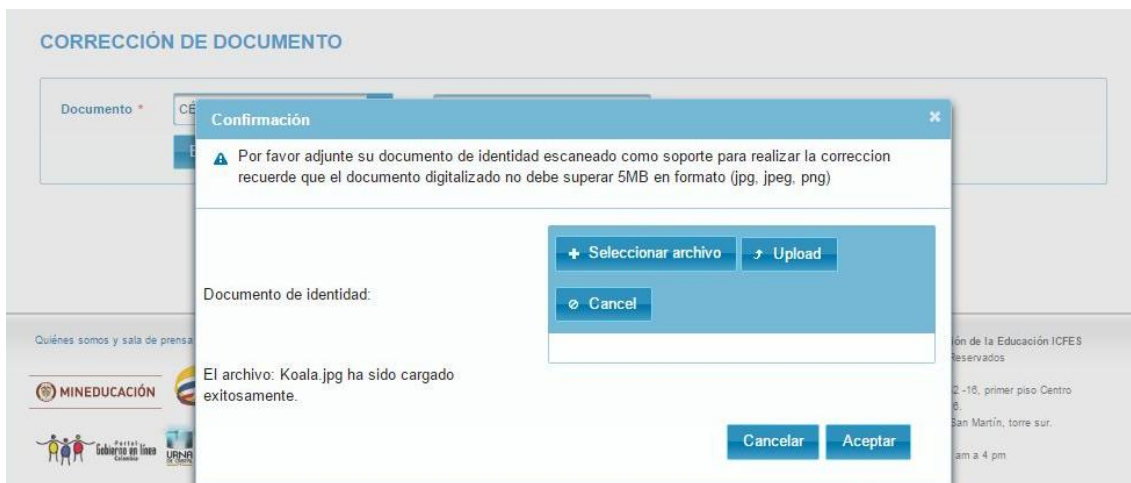 CORRECCIÓN DE DOCUMENTO
Documento *
CÉ
Confirmación
Por favor adjunte su documento de identidad escaneado como soporte para realizar la correccion
recuerde que el documento digitalizado no debe superar 5MB en formato (jpg, jpeg, png)
Seleccionar archivo
Upload
Documento de identidad:
Cancel
El archivo: Koala.jpg ha sido cargado
exitosamente.
Cancelar
Aceptar
Quiénes somos y sala de prensa
MINEDUCACIÓN
Portal
Gobierno en línea
Colombia
URNA
ión de la Educación ICFES
Reservados
-16, primer piso Centro
San Martín, torre sur.
am a 4 pm